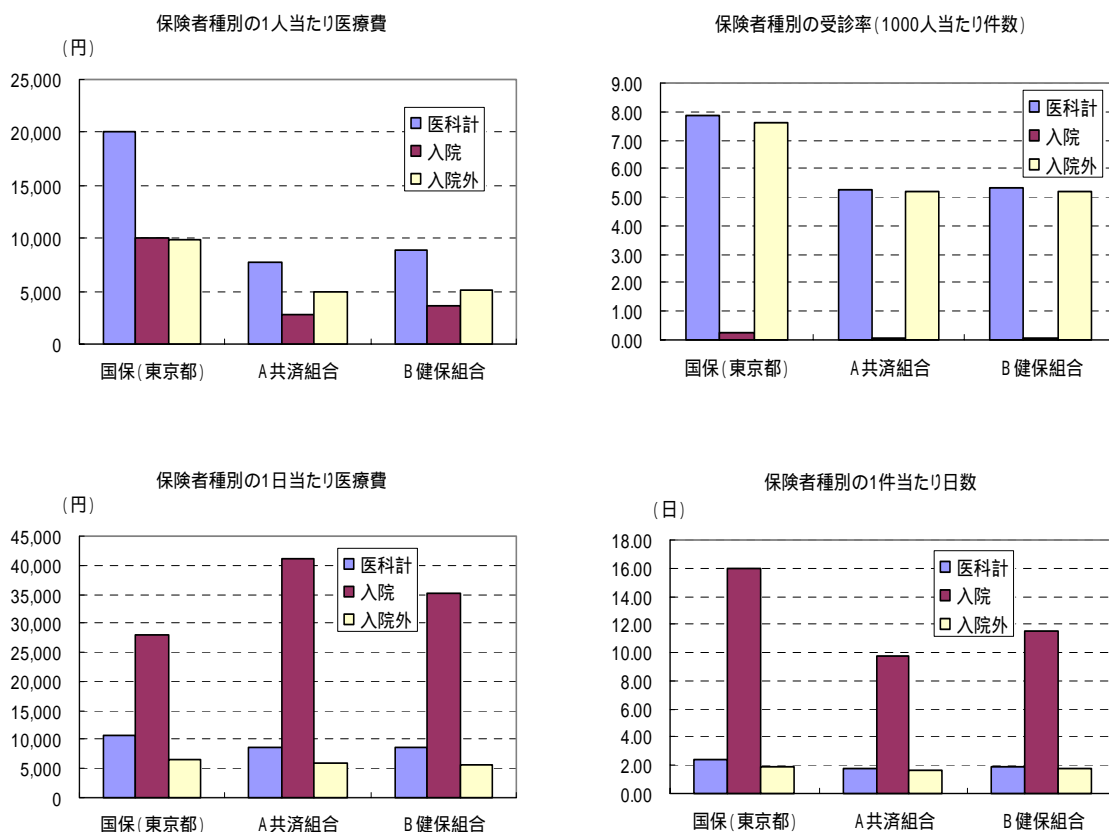 保険者種別の1人当たり医療費
(円)
25,000
20,000
15,000
10,000
5,000
0
医科計
入院
入院外
国保(東京都) A共済組合 B健保組合
保険者種別の受診率(1000人当たり件数)
9.00
8.00
7.00
6.00
5.00
4.00
3.00
2.00
1.00
0.00
医科計
入院
入院外
国保(東京都) A共済組合 B健保組合
保険者種別の1日当たり医療費
(円)
45,000
40,000
35,000
30,000
25,000
20,000
15,000
10,000
5,000
0
医科計
入院
入院外
国保(東京都) A共済組合 B健保組合
保険者種別の1件当たり日数
(日)
18.00
16.00
14.00
12.00
10.00
8.00
6.00
4.00
2.00
0.00
医科計
入院
入院外
国保(東京都) A共済組合 B健保組合